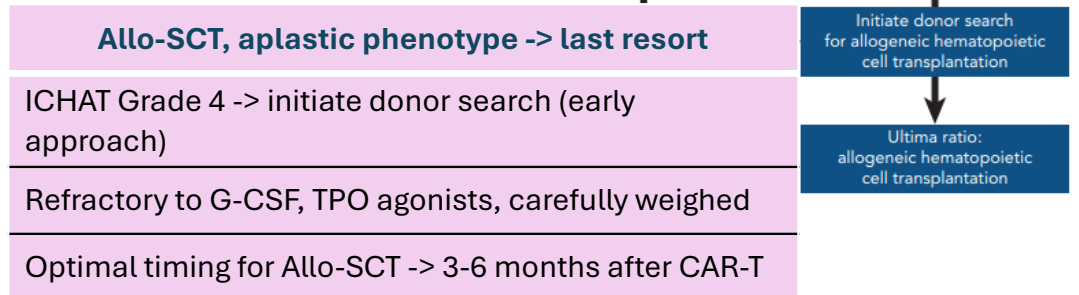 Allo-SCT, aplastic phenotype -> last resort
ICHAT Grade 4 -> initiate donor search (early
approach)
Refractory to G-CSF, TPO agonists, carefully weighed
Optimal timing for Allo-SCT -> 3-6 months after CAR-T
Initiate donor search
for allogeneic hematopoietic
cell transplantation
Ultima ratio:
allogeneic hematopoietic
cell transplantation